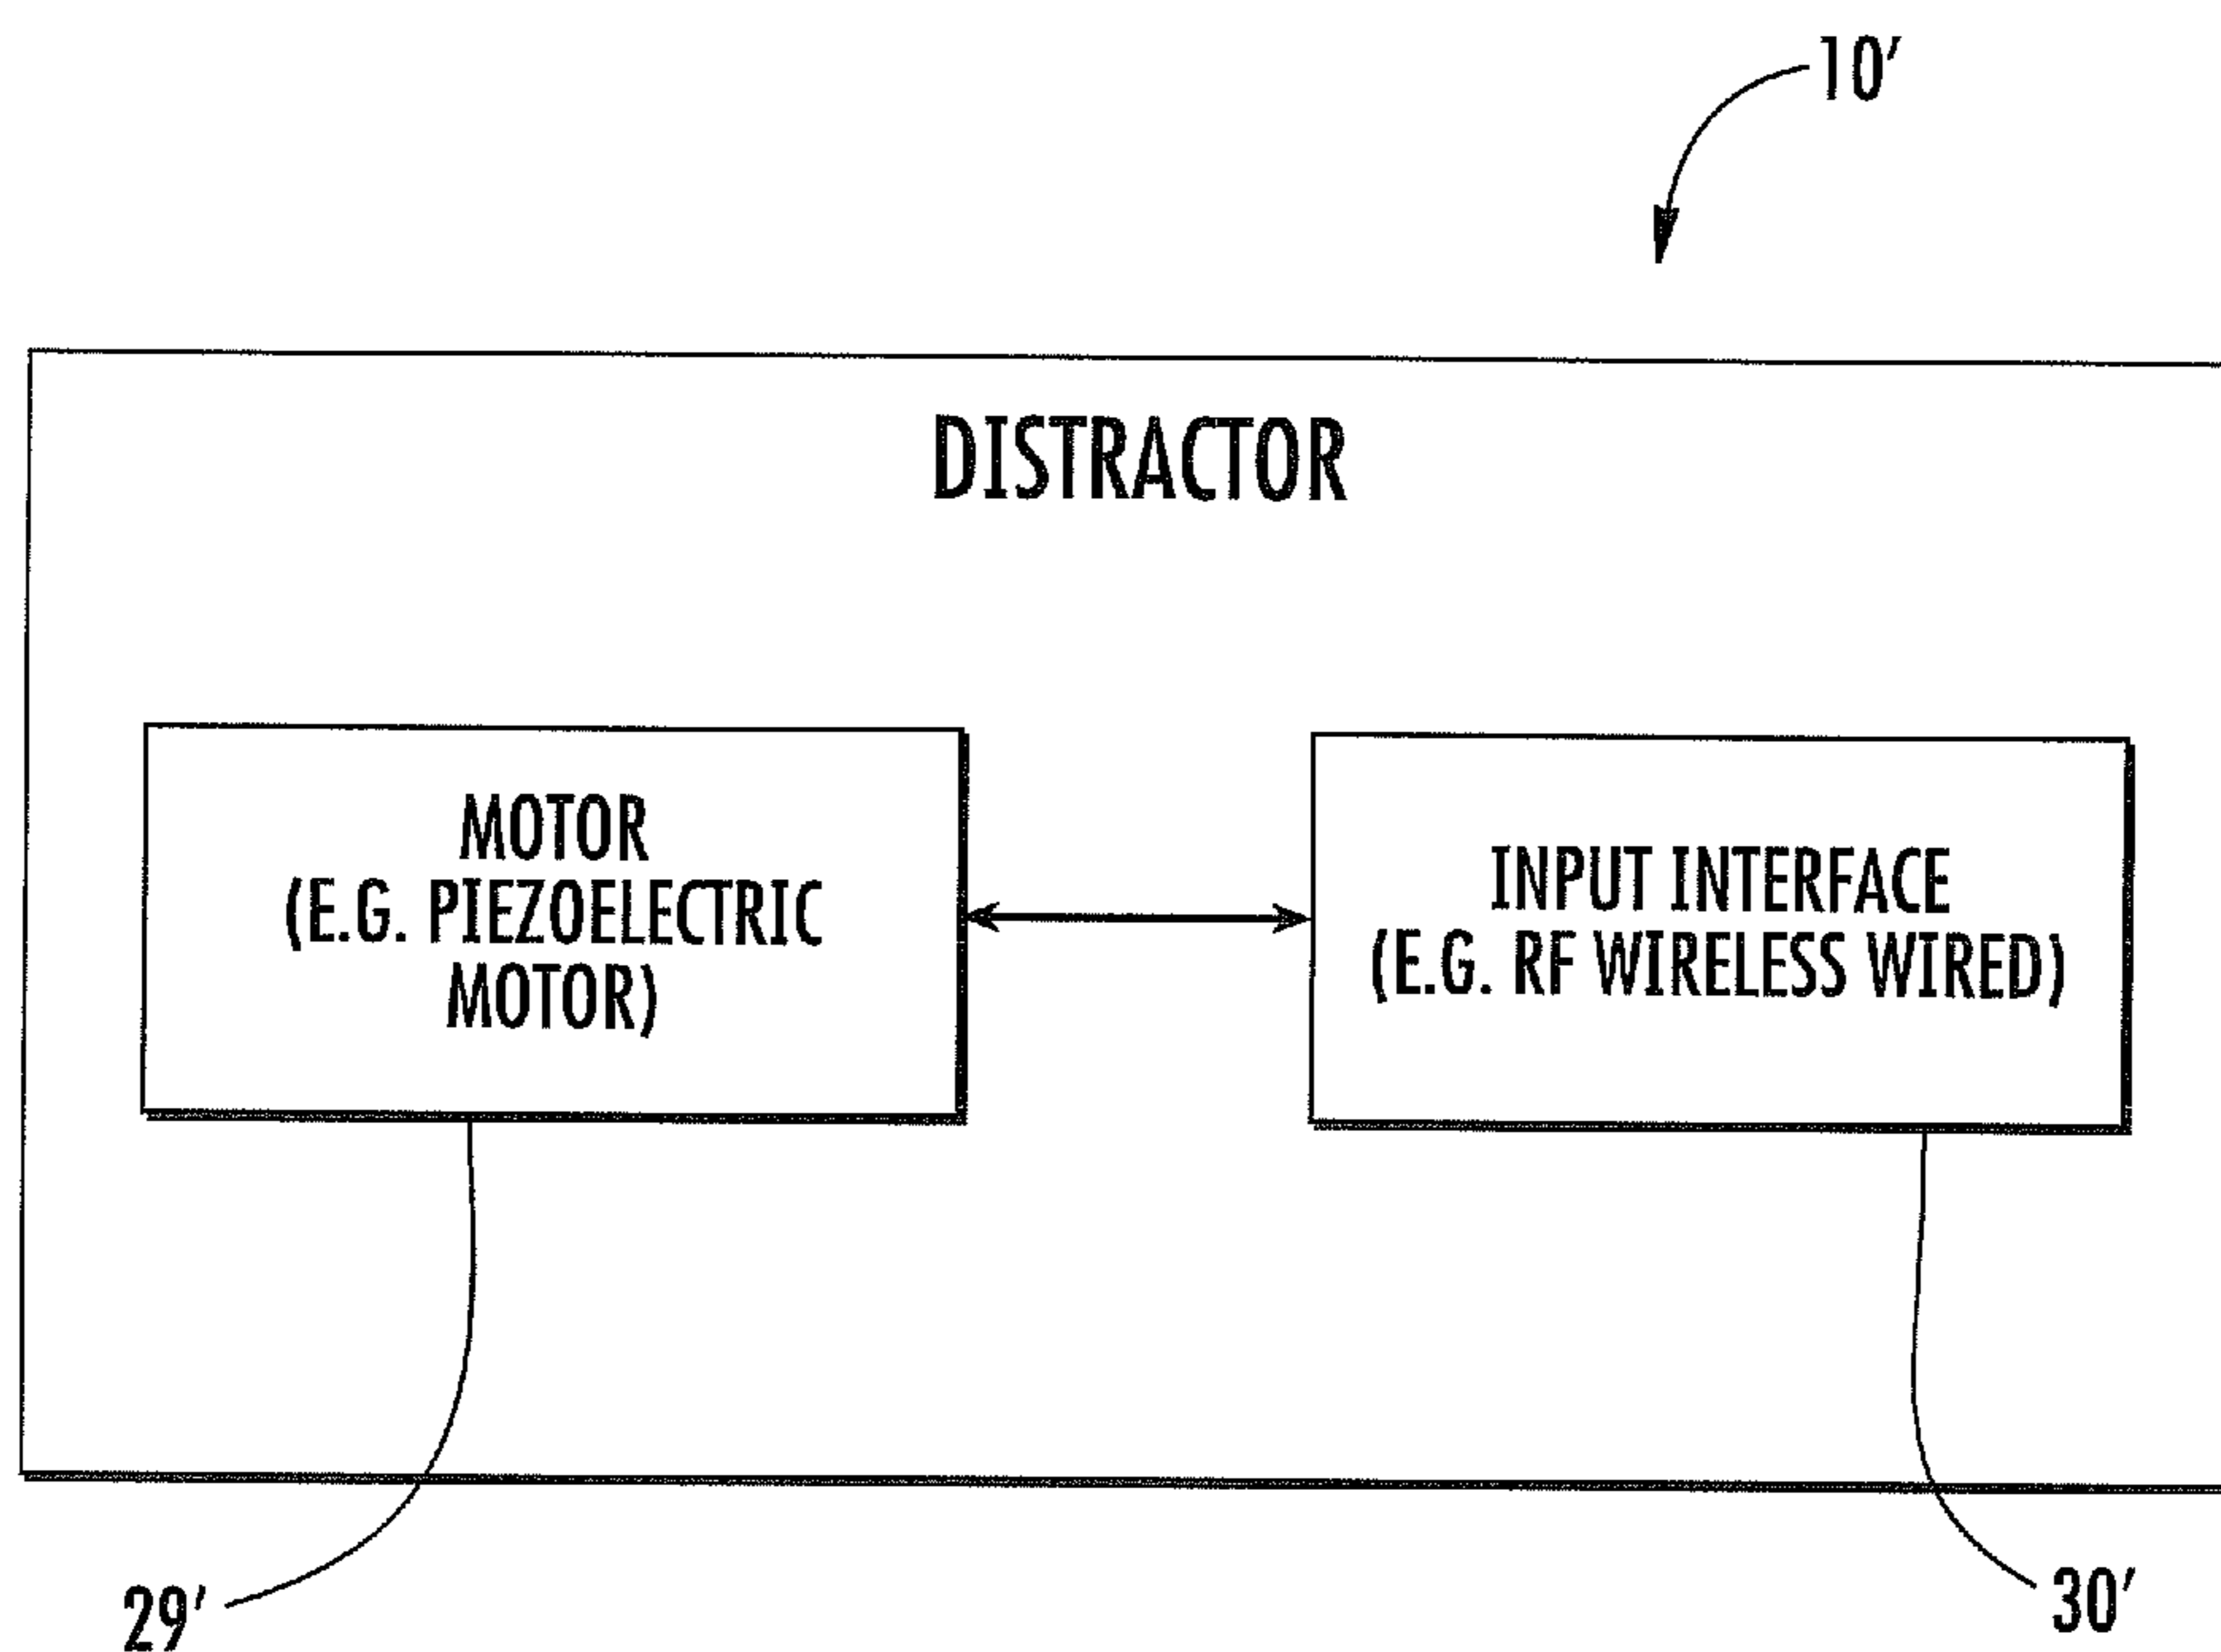 10'
DISTRACTOR
MOTOR
(E.G. PIEZOELECTRIC
MOTOR)
INPUT INTERFACE
(E.G. RF WIRELESS WIRED)
29'
30'